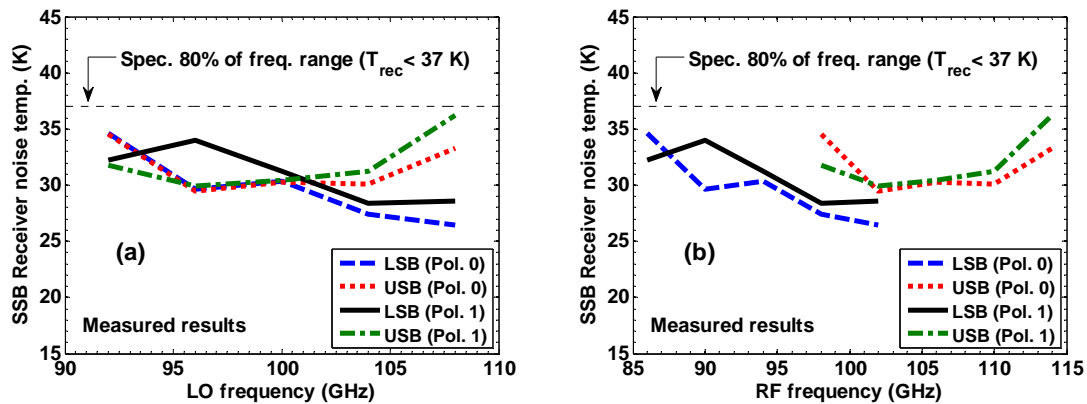 45
40
35
30
25
20
15
SSB Receiver noise temp. (K)
Spec. 80% of freq. range (Trec< 37 K)
(a)
LSB (Pol. 0)
USB (Pol. 0)
LSB (Pol. 1)
USB (Pol. 1)
Measured results
90 95 100 105 110
LO frequency (GHz)
45
40
35
30
25
20
15
SSB Receiver noise temp. (K)
Spec. 80% of freq. range (Trec< 37 K)
(b)
LSB (Pol. 0)
USB (Pol. 0)
LSB (Pol. 1)
USB (Pol. 1)
Measured results
85 90 95 100 105 110 115
RF frequency (GHz)